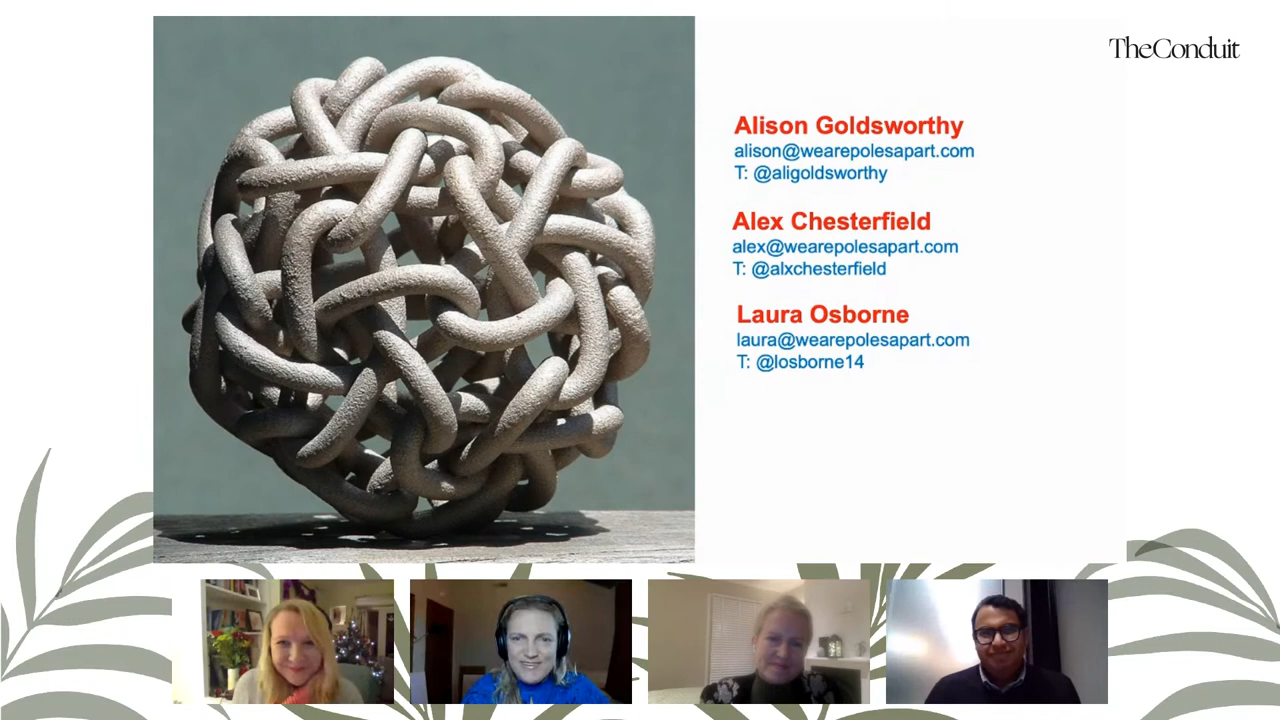 TheConduit
Alison Goldsworthy
alison@wearepolesapart.com
T: @aligoldsworthy
Alex Chesterfield
alex@wearepolesapart.com
T: @alxchesterfield
Laura Osborne
laura@wearepolesapart.com
T: @losborne14